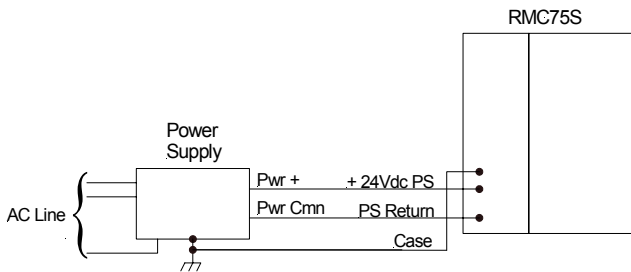 RMC75S
Power
Supply
Pwr +
+ 24Vdc PS
AC Line
Pwr Cmn
PS Return
Case